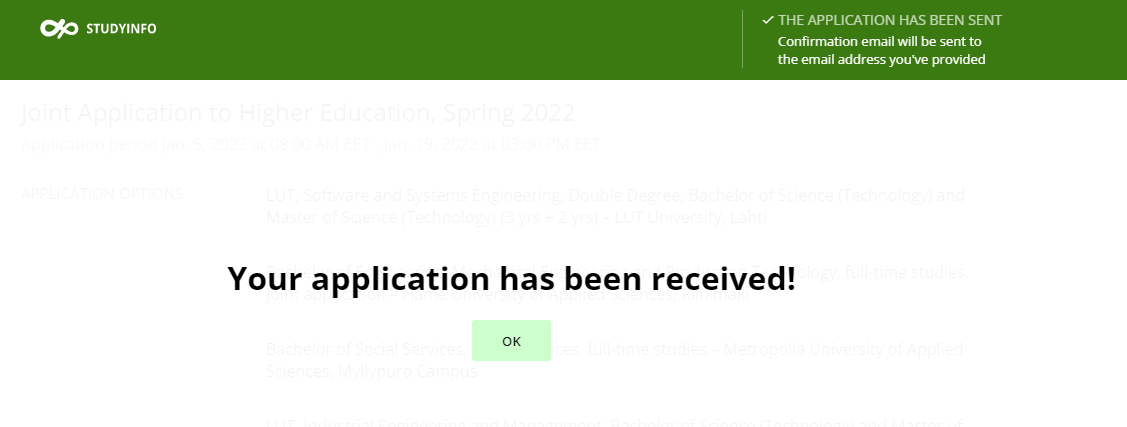 STUDYINFO
THE APPLICATION HAS BEEN SENT
Confirmation email will be sent to
the email address you've provided
Joint Application to Higher Education, Spring 2022
Application period Jan. 5, 2022 at 08:00 AM EET - Jan. 19, 2022 at 03:00 PM EET
APPLICATION OPTIONS
LUT, Software and Systems Engineering, Double Degree, Bachelor of Science (Technology) and
Master of Science (Technology) (3 yrs + 2 yrs) – LUT University, Lahti
full-time studies,
Your application has been received!
Joint application – Häme University of Applied Sciences, Riihimäki
OK
Bachelor of Social Services, full-time studies – Metropolia University of Applied
Sciences, Myllypuro Campus
LUT, Industrial Engineering and Management, Bachelor of Science (Technology) and Master of